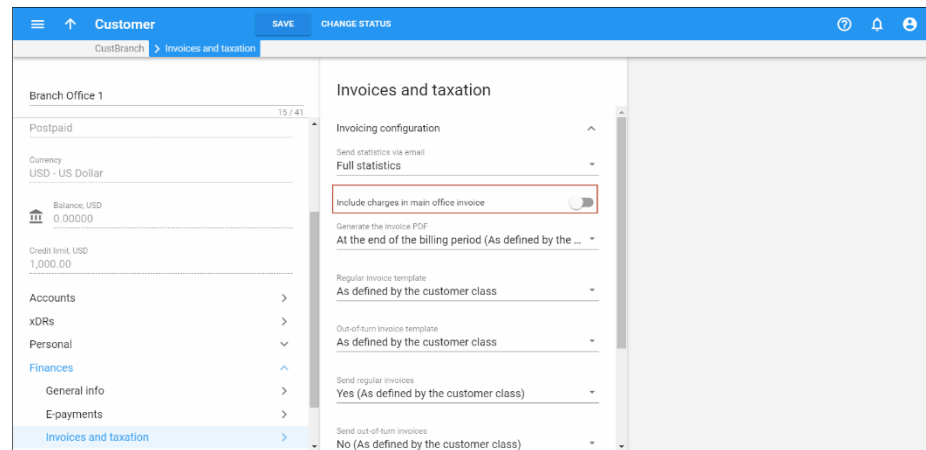 Customer
SAVE
CHANGE STATUS
CustBranch
Invoices and taxation
Branch Office 1
15 / 41
Postpaid
Currency
USD - US Dollar
Balance, USD
0.00000
Credit limit, USD
1,000.00
Accounts
xDRs
Personal
Finances
General info
E-payments
Invoices and taxation
Invoices and taxation
Invoicing configuration
Send statistics via email
Full statistics
Include charges in main office invoice
Generate the invoice PDF
At the end of the billing period (As defined by the ...
Regular invoice template
As defined by the customer class
Out-of-turn invoice template
As defined by the customer class
Send regular invoices
Yes (As defined by the customer class)
Send out-of-turn invoices
No (As defined by the customer class)